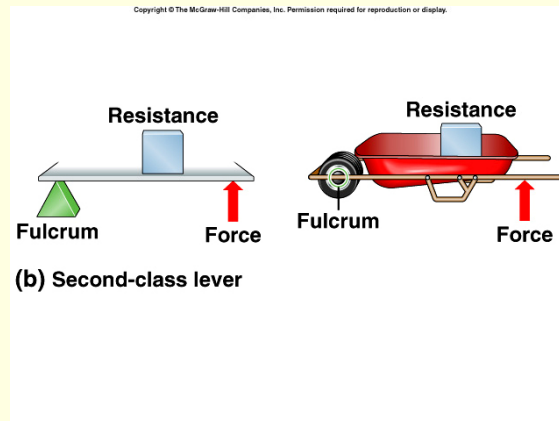 Copyright © The McGraw-Hill Companies, Inc. Permission required for reproduction or display.
Resistance
Fulcrum
Force
Resistance
Fulcrum
Force
(b) Second-class lever